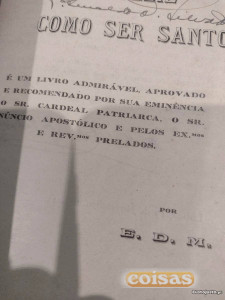 COMO SER SANTO
É UM LIVRO ADMIRÁVEL, APROVADO
E RECOMENDADO POR SUA EMINÊNCIA
O SR. CARDEAL PATRIARCA, O SR.
NÚNCIO APOSTÓLICO E PELOS EX.mos
E REV.mos PRELADOS.
POR
E. D. M.
coisas